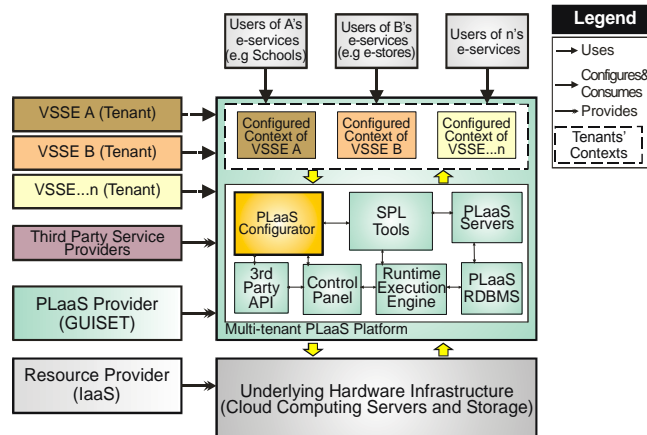 Users of A's
e-services
(e.g Schools)
Users of B's
e-services
(e.g e-stores)
Users of n's
e-services
Legend
Uses
Configures&
Consumes
Provides
Tenants'
Contexts
VSSE A (Tenant)
VSSE B (Tenant)
VSSE...n (Tenant)
Third Party Service
Providers
PLaaS Provider
(GUISET)
Resource Provider
(IaaS)
Configured
Context of
VSSE A
Configured
Context of
VSSE B
Configured
Context of
VSSE...n
PLaaS
Configurator
SPL
Tools
PLaaS
Servers
3rd
Party
API
Control
Panel
Runtime
Execution
Engine
PLaaS
RDBMS
Multi-tenant PLaaS Platform
Underlying Hardware Infrastructure
(Cloud Computing Servers and Storage)